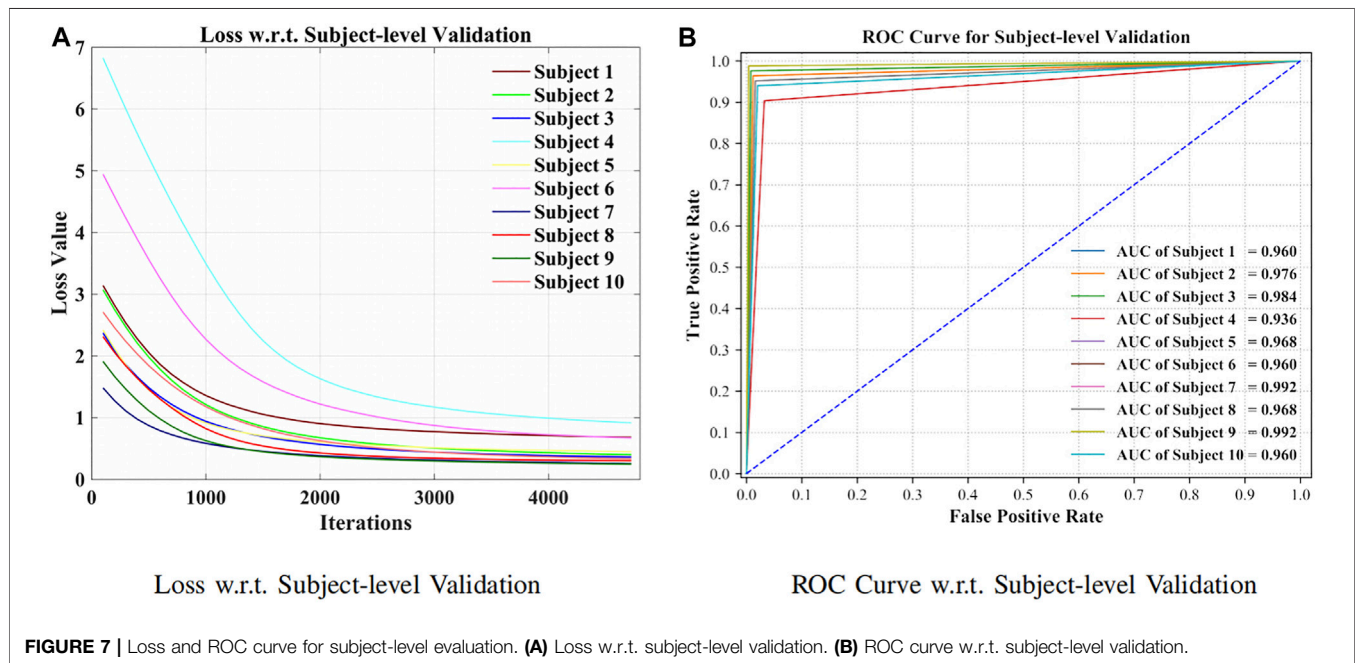 A
Loss w.r.t. Subject-level Validation
7
6
5
4
3
2
1
0
Loss Value
0 1000 2000 3000 4000
Iterations
Subject 1
Subject 2
Subject 3
Subject 4
Subject 5
Subject 6
Subject 7
Subject 8
Subject 9
Subject 10
Loss w.r.t. Subject-level Validation
B
ROC Curve for Subject-level Validation
1.0
0.9
0.8
0.7
0.6
0.5
0.4
0.3
0.2
0.1
0.0
True Positive Rate
0.0 0.1 0.2 0.3 0.4 0.5 0.6 0.7 0.8 0.9 1.0
False Positive Rate
AUC of Subject 1 = 0.960
AUC of Subject 2 = 0.976
AUC of Subject 3 = 0.984
AUC of Subject 4 = 0.936
AUC of Subject 5 = 0.968
AUC of Subject 6 = 0.960
AUC of Subject 7 = 0.992
AUC of Subject 8 = 0.968
AUC of Subject 9 = 0.992
AUC of Subject 10 = 0.960
ROC Curve w.r.t. Subject-level Validation
FIGURE 7 | Loss and ROC curve for subject-level evaluation. (A) Loss w.r.t. subject-level validation. (B) ROC curve w.r.t. subject-level validation.